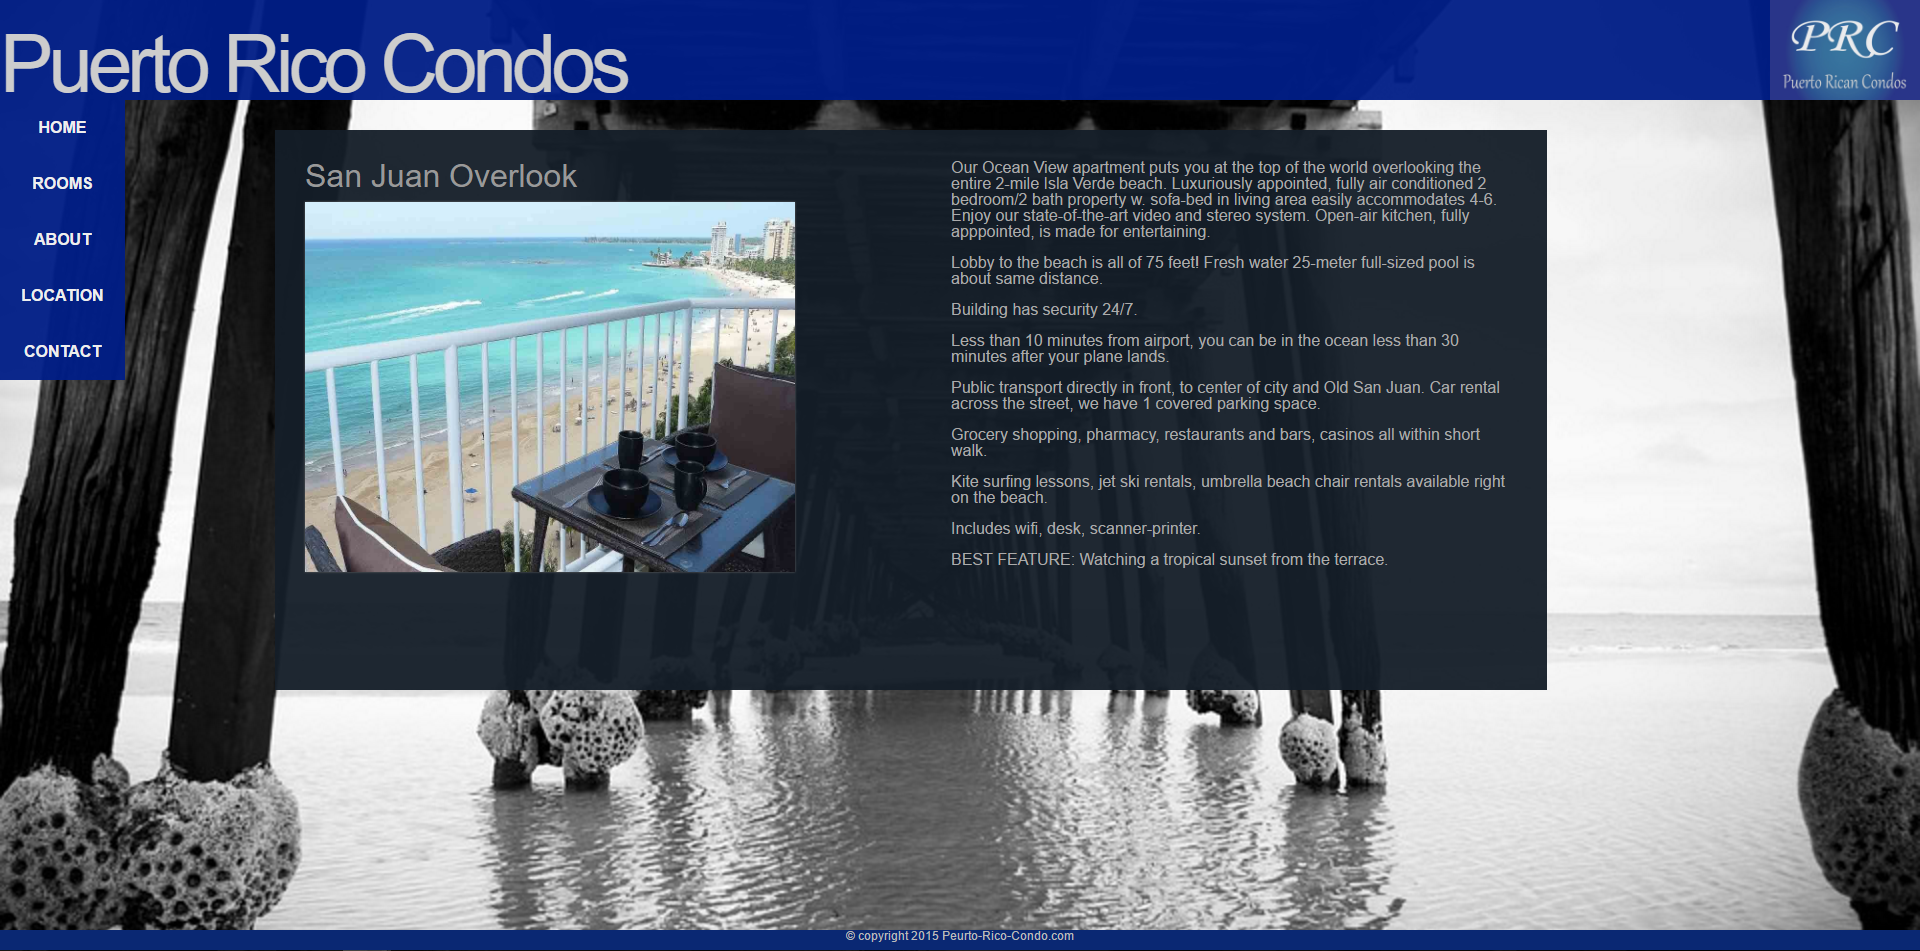 Puerto Rico Condos
PRC
Puerto Rican Condos
HOME
ROOMS
ABOUT
LOCATION
CONTACT
San Juan Overlook
Our Ocean View apartment puts you at the top of the world overlooking the
entire 2-mile Isla Verde beach. Luxuriously appointed, fully air conditioned 2
bedroom/2 bath property w. sofa-bed in living area easily accommodates 4-6.
Enjoy our state-of-the-art video and stereo system. Open-air kitchen, fully
apppointed, is made for entertaining.
Lobby to the beach is all of 75 feet! Fresh water 25-meter full-sized pool is
about same distance.
Building has security 24/7.
Less than 10 minutes from airport, you can be in the ocean less than 30
minutes after your plane lands.
Public transport directly in front, to center of city and Old San Juan. Car rental
across the street, we have 1 covered parking space.
Grocery shopping, pharmacy, restaurants and bars, casinos all within short
walk.
Kite surfing lessons, jet ski rentals, umbrella beach chair rentals available right
on the beach.
Includes wifi, desk, scanner-printer.
BEST FEATURE: Watching a tropical sunset from the terrace.
© copyright 2015 Peurto-Rico-Condo.com